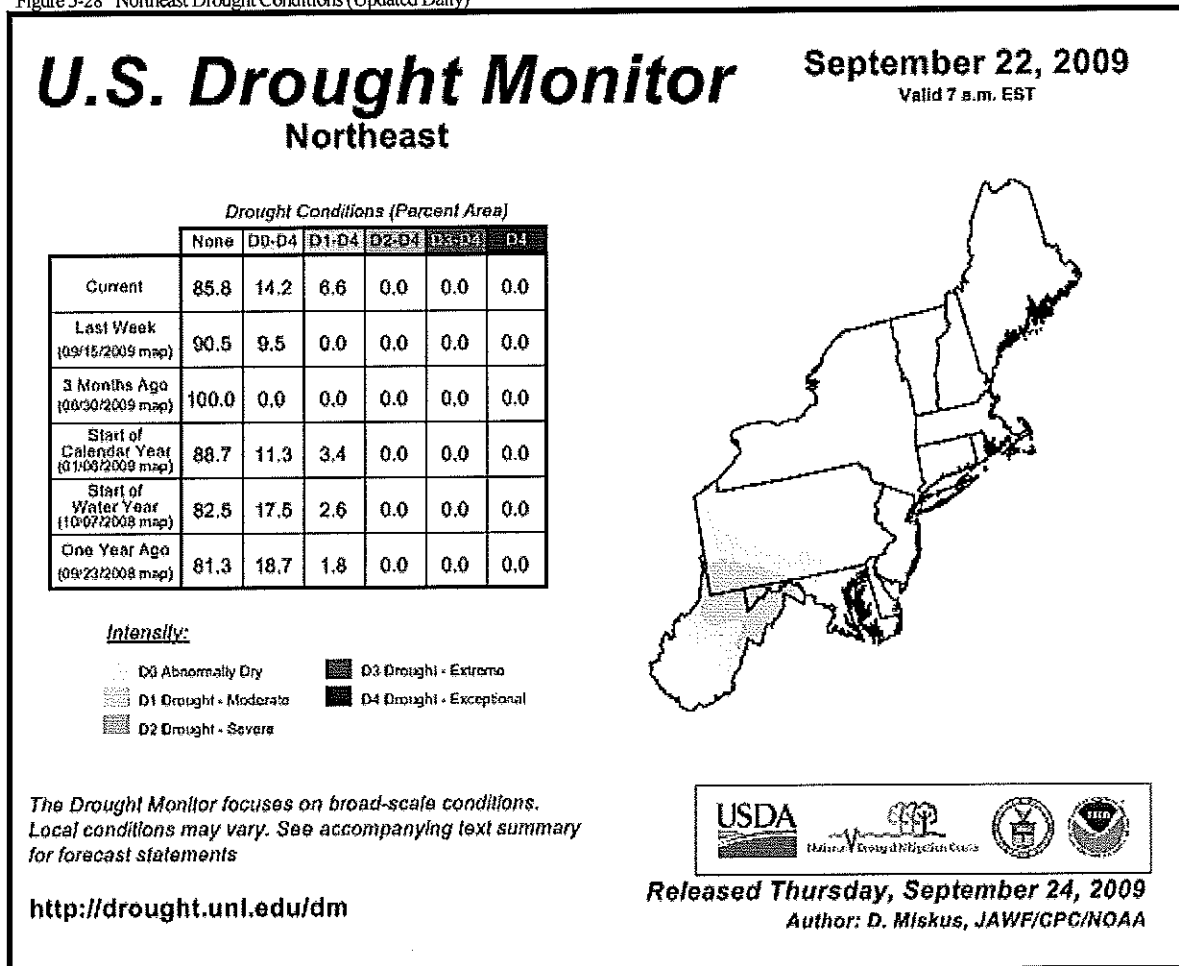 Figure 3-28 Northeast Drought Conditions (Updated Daily)
U.S. Drought Monitor
Northeast
September 22, 2009
Valid 7 a.m. EST
Drought Conditions (Percent Area)
None D0-D4 D1-D4 D2-D4 D3-D4 D4
Current 85.8 14.2 6.6 0.0 0.0 0.0
Last Week
(09/15/2009 map) 90.5 9.5 0.0 0.0 0.0 0.0
3 Months Ago
(06/30/2009 map) 100.0 0.0 0.0 0.0 0.0 0.0
Start of
Calendar Year
(01/06/2009 map) 88.7 11.3 3.4 0.0 0.0 0.0
Start of
Water Year
(10/07/2008 map) 82.5 17.5 2.6 0.0 0.0 0.0
One Year Ago
(09/23/2008 map) 81.3 18.7 1.8 0.0 0.0 0.0
Intensity:
D0 Abnormally Dry
D1 Drought - Moderate
D2 Drought - Severe
D3 Drought - Extreme
D4 Drought - Exceptional
The Drought Monitor focuses on broad-scale conditions.
Local conditions may vary. See accompanying text summary
for forecast statements
http://drought.unl.edu/dm
USDA
National Drought Mitigation Center
Released Thursday, September 24, 2009
Author: D. Miskus, JAWF/CPC/NOAA